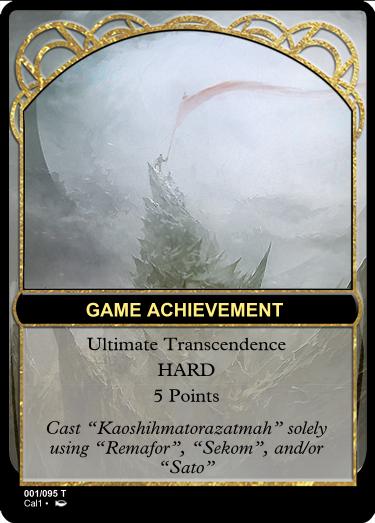 GAME ACHIEVEMENT
Ultimate Transcendence
HARD
5 Points
Cast “Kaoshihmatorazatmah” solely
using “Remafor”, “Sekom”, and/or
“Sato”
001/095 T
Cal1 •